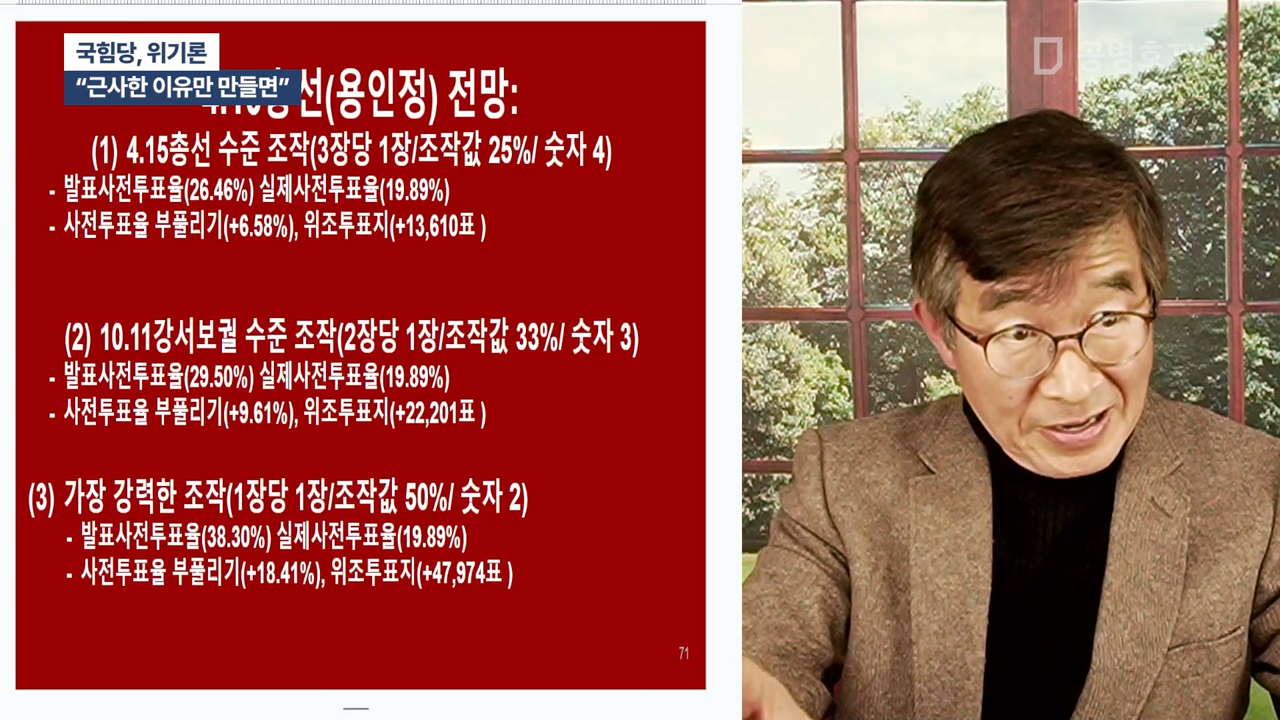 국힘당, 위기론
“근사한 이유만 만들면”
선(용인정) 전망:
(1) 4.15총선 수준 조작(3장당 1장/조작값 25%/ 숫자 4)
- 발표사전투표율(26.46%) 실제사전투표율(19.89%)
- 사전투표율 부풀리기(+6.58%), 위조투표지(+13,610표 )
(2) 10.11강서보궐 수준 조작(2장당 1장/조작값 33%/ 숫자 3)
- 발표사전투표율(29.50%) 실제사전투표율(19.89%)
- 사전투표율 부풀리기(+9.61%), 위조투표지(+22,201표 )
(3) 가장 강력한 조작(1장당 1장/조작값 50%/ 숫자 2)
- 발표사전투표율(38.30%) 실제사전투표율(19.89%)
- 사전투표율 부풀리기(+18.41%), 위조투표지(+47,974표 )
71
공병호